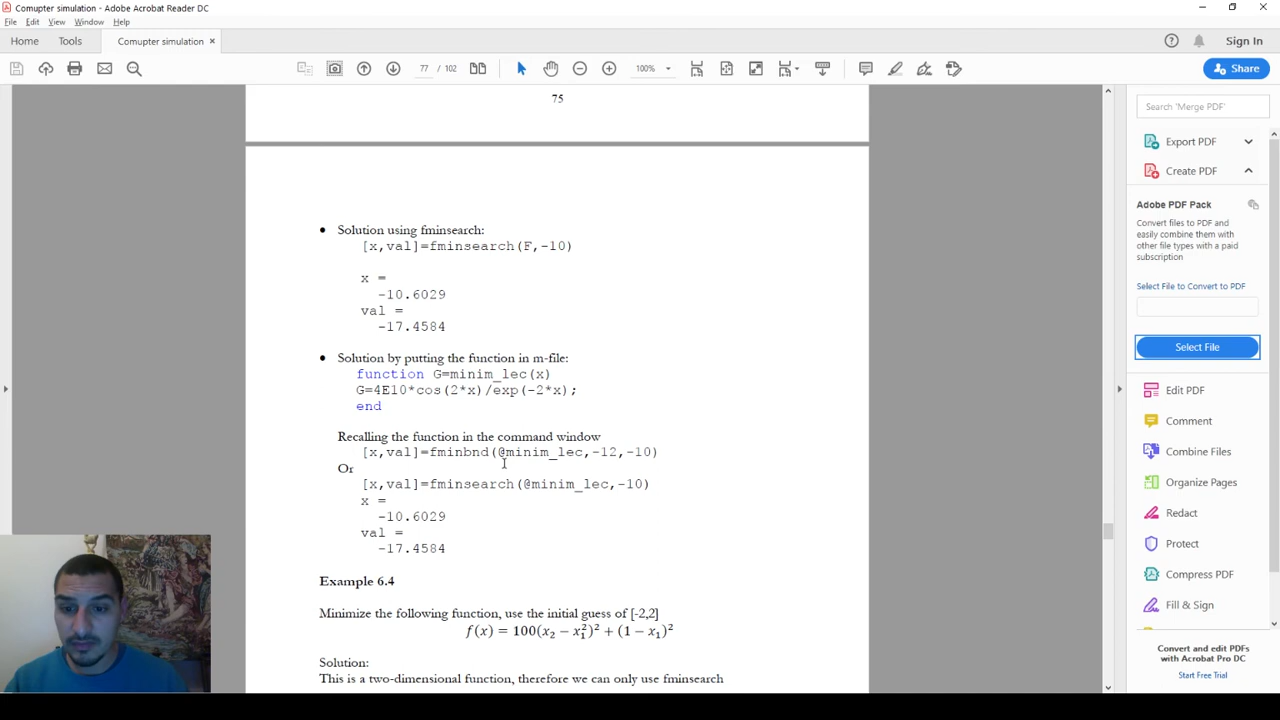 Comupter simulation - Adobe Acrobat Reader DC
File Edit View Window Help
Home Tools Comupter simulation ×
Sign In
77 / 102
100%
Share
75
• Solution using fminsearch:
[x,val]=fminsearch(F,-10)
x =
-10.6029
val =
-17.4584
• Solution by putting the function in m-file:
function G=minim_lec(x)
G=4E10*cos(2*x)/exp(-2*x);
end
Recalling the function in the command window
[x,val]=fminbnd(@minim_lec,-12,-10)
Or
[x,val]=fminsearch(@minim_lec,-10)
x =
-10.6029
val =
-17.4584
Example 6.4
Minimize the following function, use the initial guess of [-2,2]
f(x) = 100(x₂ − x₁²)² + (1 − x₁)²
Solution:
This is a two-dimensional function, therefore we can only use fminsearch
Search 'Merge PDF'
Export PDF
Create PDF
Adobe PDF Pack
Convert files to PDF and
easily combine them with
other file types with a paid
subscription
Select File to Convert to PDF
Select File
Edit PDF
Comment
Combine Files
Organize Pages
Redact
Protect
Compress PDF
Fill & Sign
Convert and edit PDFs
with Acrobat Pro DC
Start Free Trial